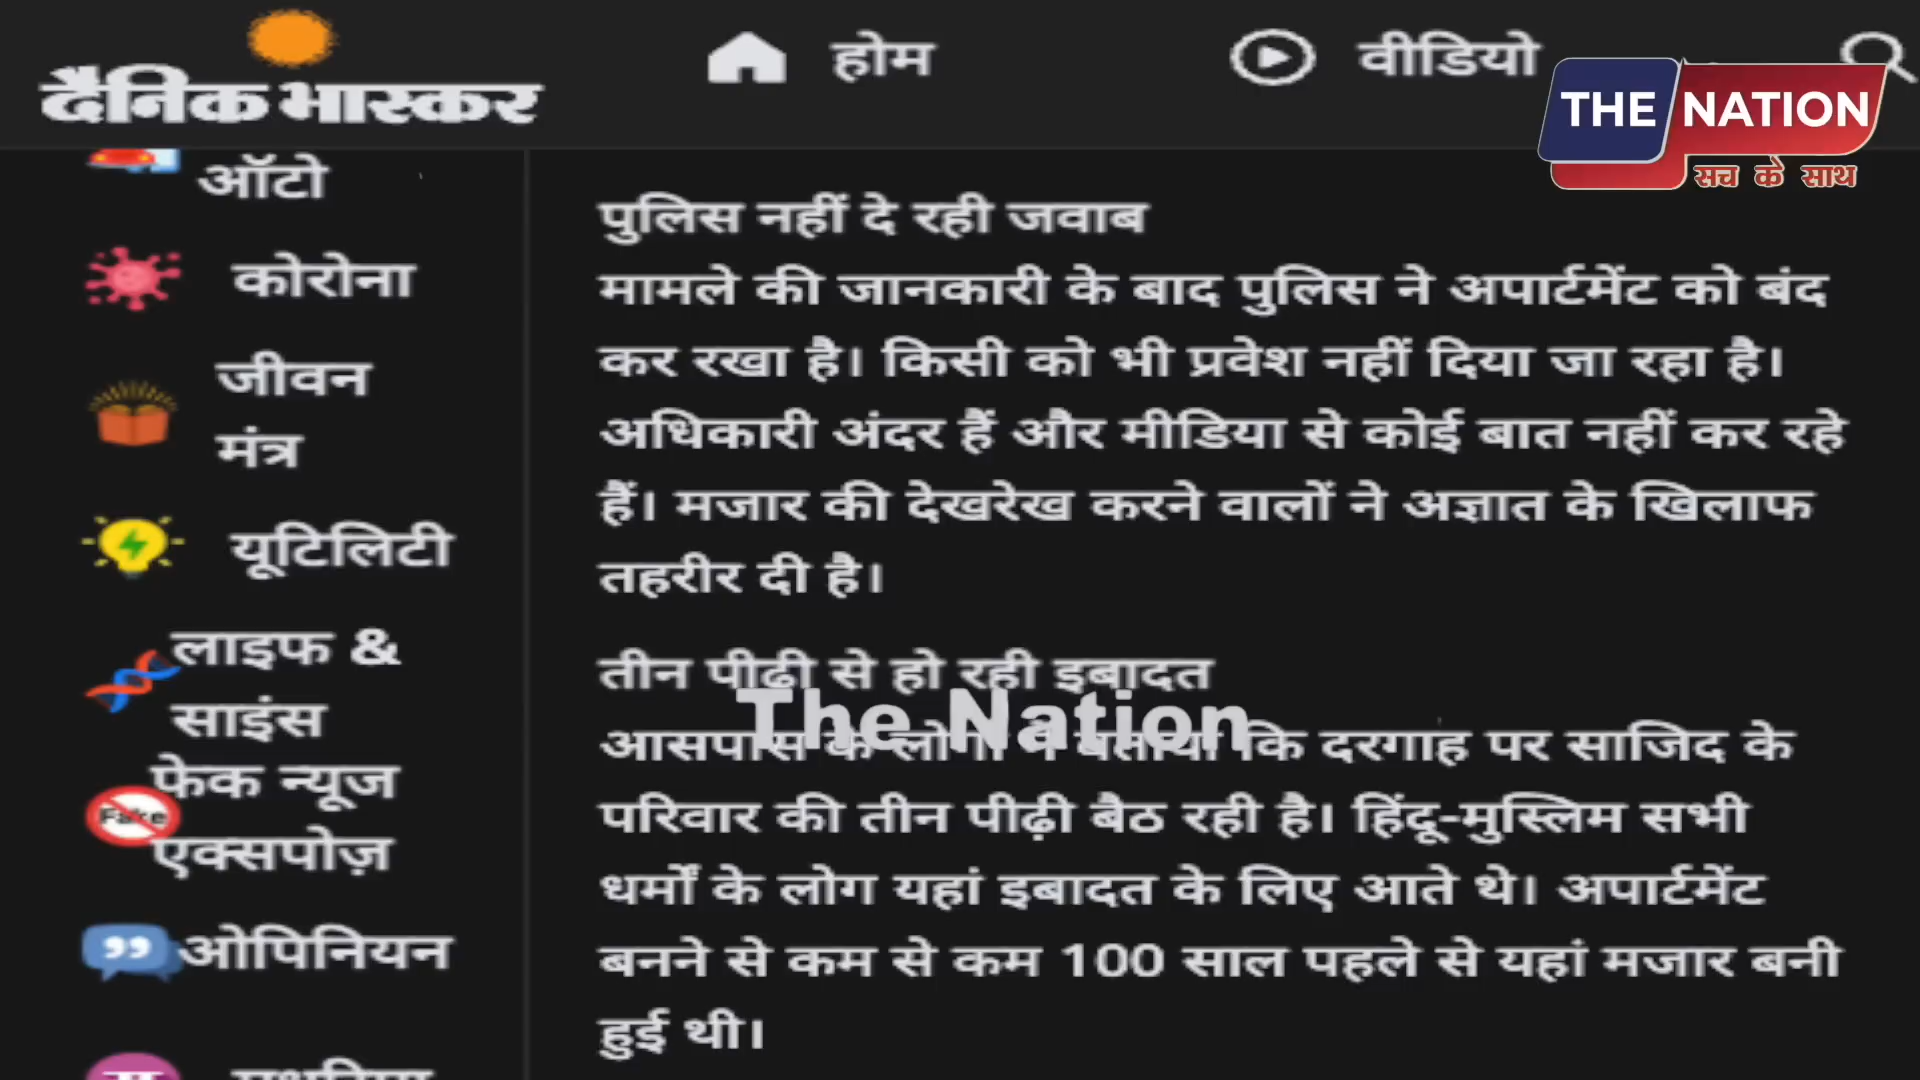 दैनिक भास्कर
होम
वीडियो
THE NATION
सच के साथ
ऑटो
कोरोना
जीवन
मंत्र
यूटिलिटी
लाइफ &
साइंस
फेक न्यूज
एक्सपोज़
Fake
ओपिनियन
पुलिस नहीं दे रही जवाब
मामले की जानकारी के बाद पुलिस ने अपार्टमेंट को बंद
कर रखा है। किसी को भी प्रवेश नहीं दिया जा रहा है।
अधिकारी अंदर हैं और मीडिया से कोई बात नहीं कर रहे
हैं। मजार की देखरेख करने वालों ने अज्ञात के खिलाफ
तहरीर दी है।
तीन पीढ़ी से हो रही इबादत
The Nation
आसपास के लोगों ने बताया कि दरगाह पर साजिद के
परिवार की तीन पीढ़ी बैठ रही है। हिंदू-मुस्लिम सभी
धर्मों के लोग यहां इबादत के लिए आते थे। अपार्टमेंट
बनने से कम से कम 100 साल पहले से यहां मजार बनी
हुई थी।